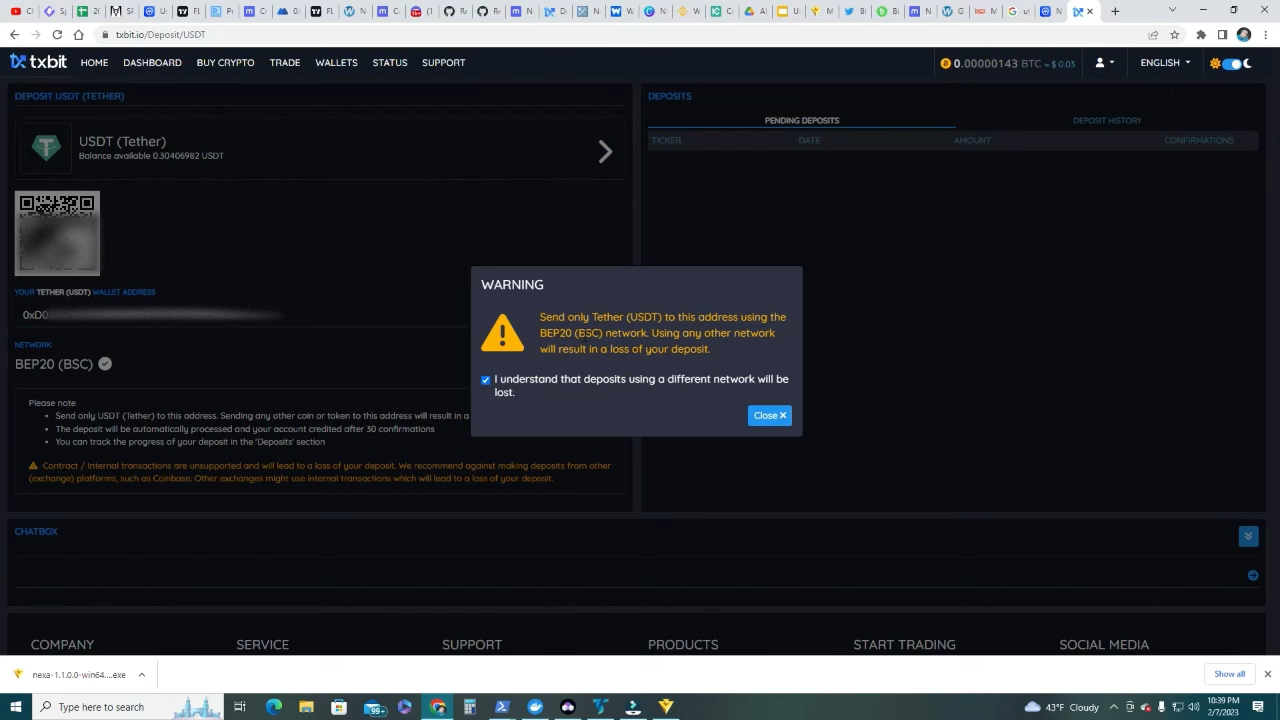 txbit.io/Deposit/USDT
txbit
HOME
DASHBOARD
BUY CRYPTO
TRADE
WALLETS
STATUS
SUPPORT
0.00000143 BTC ≈ $ 0.03
ENGLISH
DEPOSIT USDT (TETHER)
USDT (Tether)
Balance available 0.30406982 USDT
YOUR TETHER (USDT) WALLET ADDRESS
0xD0
NETWORK
BEP20 (BSC)
Please note
Send only USDT (Tether) to this address. Sending any other coin or token to this address will result in a
The deposit will be automatically processed and your account credited after 30 confirmations
You can track the progress of your deposit in the 'Deposits' section
Contract / Internal transactions are unsupported and will lead to a loss of your deposit. We recommend against making deposits from other
(exchange) platforms, such as Coinbase. Other exchanges might use internal transactions which will lead to a loss of your deposit.
DEPOSITS
PENDING DEPOSITS
DEPOSIT HISTORY
TICKER
DATE
AMOUNT
CONFIRMATIONS
WARNING
Send only Tether (USDT) to this address using the
BEP20 (BSC) network. Using any other network
will result in a loss of your deposit.
I understand that deposits using a different network will be
lost.
Close
CHATBOX
COMPANY
SERVICE
SUPPORT
PRODUCTS
START TRADING
SOCIAL MEDIA
nexa-1.1.0.0-win64....exe
Show all
Type here to search
99+
43°F Cloudy
10:39 PM
2/7/2023